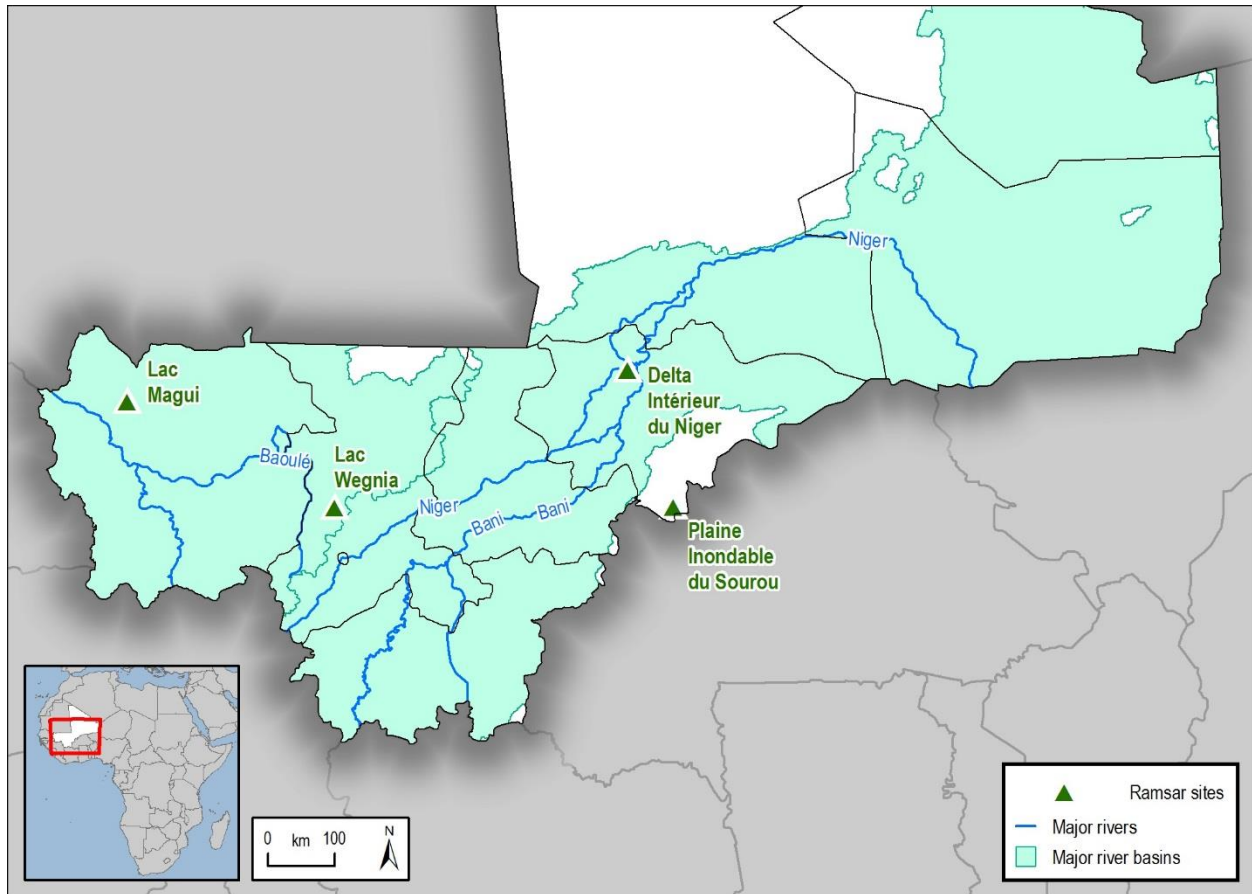 Niger
Lac
Magui
Delta
Intérieur
du Niger
Baoulé
Lac
Wegnia
Niger
Bani
Bani
Plaine
Inondable
du Sourou
0 km 100
N
Ramsar sites
Major rivers
Major river basins